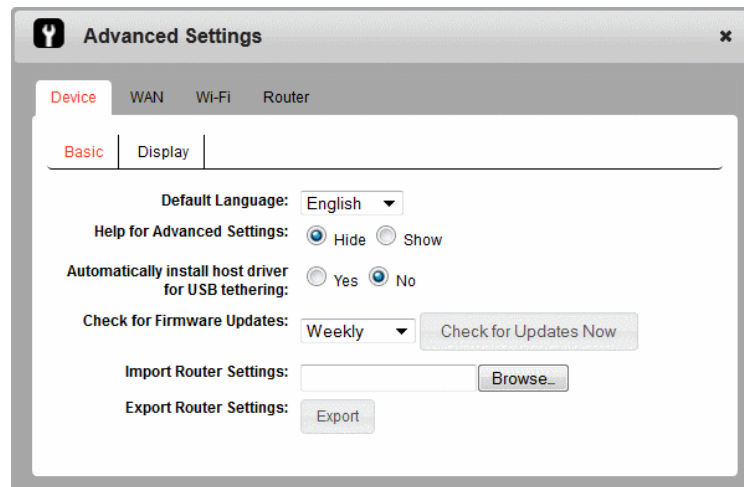 Advanced Settings
Device WAN Wi-Fi Router
Basic Display
Default Language: English
Help for Advanced Settings: Hide Show
Automatically install host driver
for USB tethering: Yes No
Check for Firmware Updates: Weekly Check for Updates Now
Import Router Settings: Browse...
Export Router Settings: Export